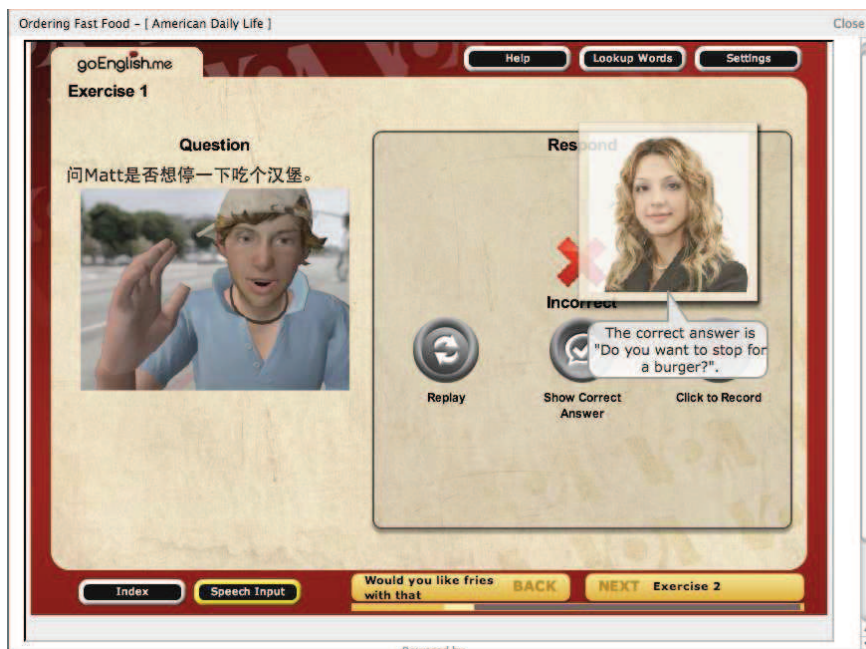 Ordering Fast Food - [ American Daily Life ]
Close
goEnglish.me
Help
Lookup Words
Settings
Exercise 1
Question
问Matt是否想停一下吃个汉堡。
Respond
Incorrect
The correct answer is
"Do you want to stop for
a burger?".
Replay
Show Correct
Answer
Click to Record
Index
Speech Input
Would you like fries
with that
BACK
NEXT
Exercise 2